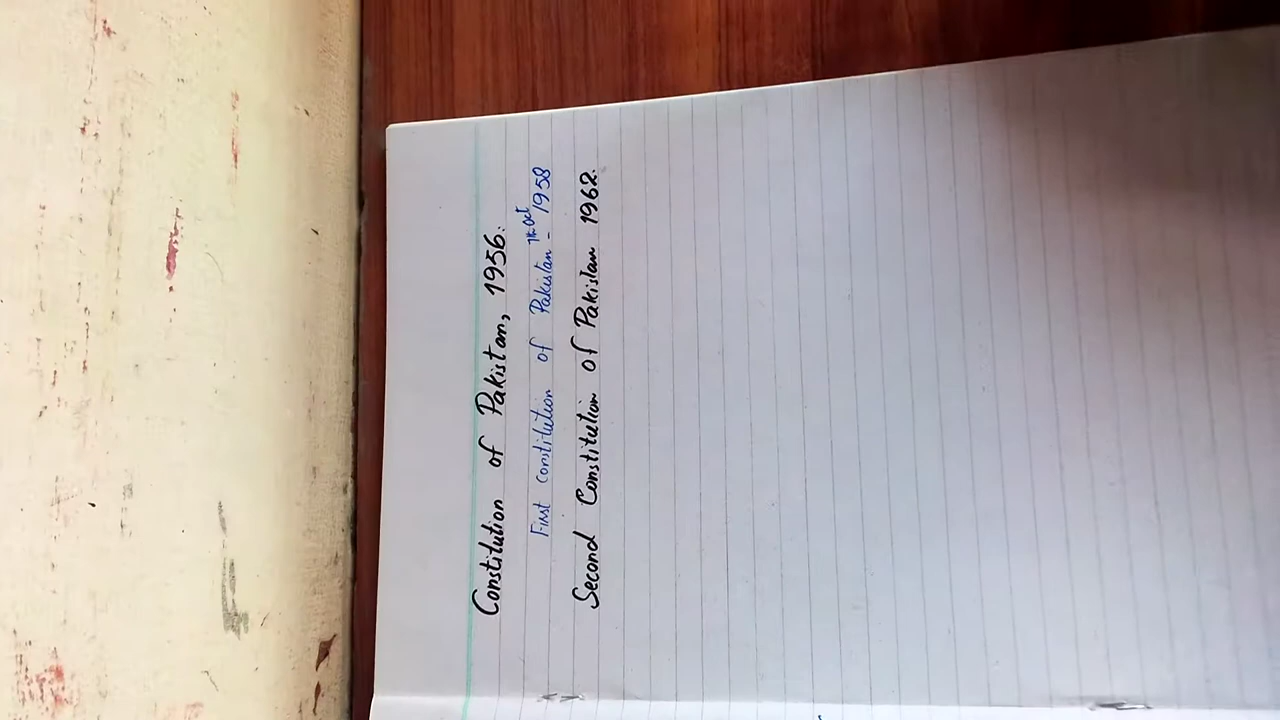 Constitution of Pakistan, 1956.
First constitution of Pakistan - 7th Oct 1958
Second Constitution of Pakistan 1962.